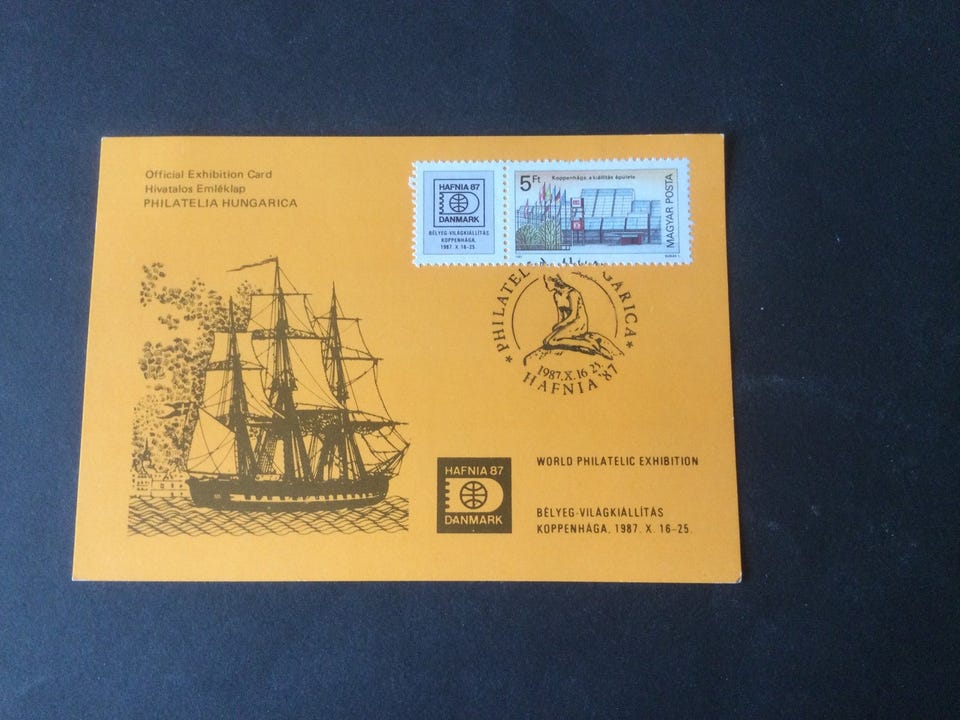 Official Exhibition Card
Hivatalos Emléklap
PHILATELIA HUNGARICA
HAFNIA 87
DANMARK
BÉLYEG-VILÁGKIÁLLÍTÁS
KOPPENHÁGA,
1987. X. 16-25.
5Ft
Koppenhága, a kiállítás épülete
MAGYAR POSTA
1987.X.16-25.
HAFNIA '87
HAFNIA 87
DANMARK
WORLD PHILATELIC EXHIBITION
BÉLYEG-VILÁGKIÁLLÍTÁS
KOPPENHÁGA, 1987. X. 16-25.